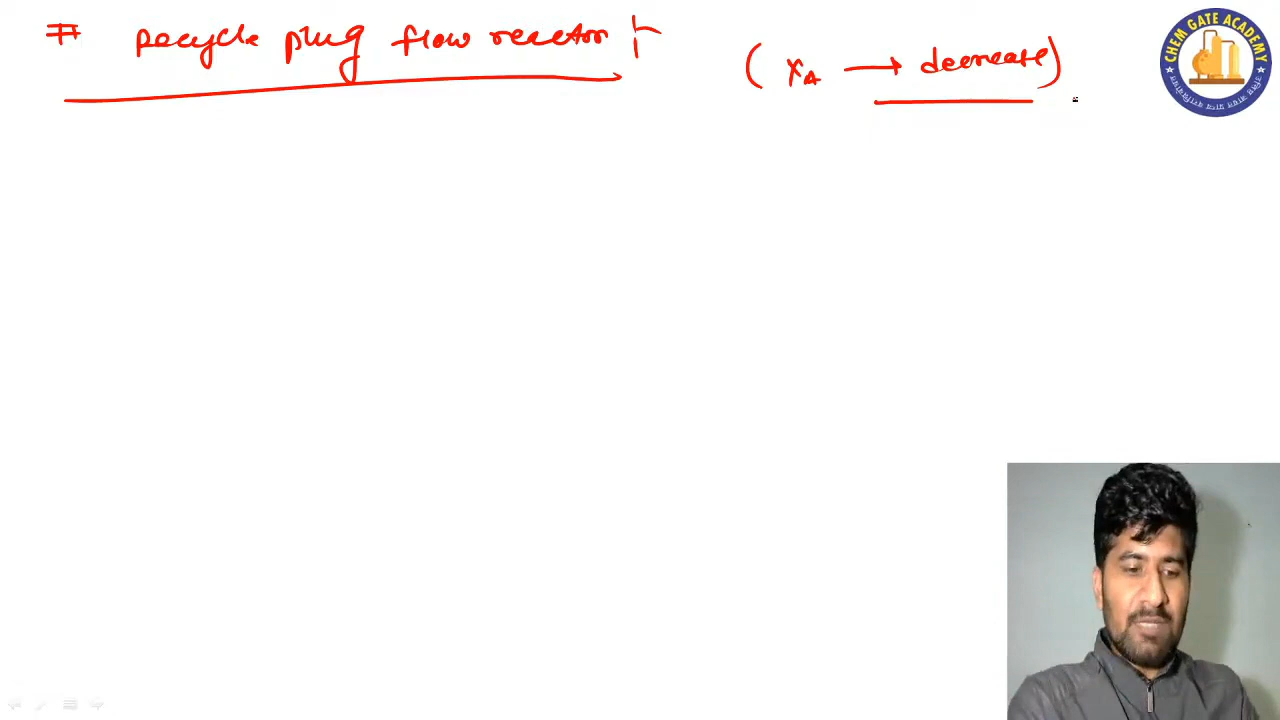 # Recycle plug flow reactor :-
( XA → decrease )
CHEM GATE ACADEMY